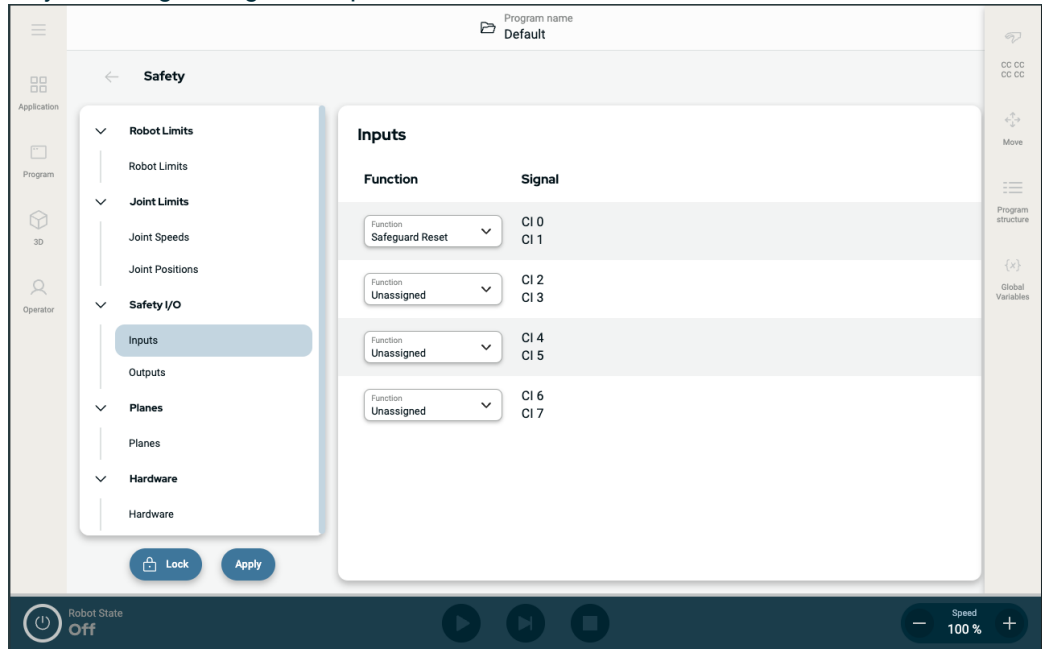 Program name
Default
Safety
Application
Program
3D
Operator
Robot Limits
Robot Limits
Joint Limits
Joint Speeds
Joint Positions
Safety I/O
Inputs
Outputs
Planes
Planes
Hardware
Hardware
Lock
Apply
Inputs
Function
Signal
Function
Safeguard Reset
CI 0
CI 1
Function
Unassigned
CI 2
CI 3
Function
Unassigned
CI 4
CI 5
Function
Unassigned
CI 6
CI 7
CC CC
CC CC
Move
Program
structure
{x}
Global
Variables
Robot State
Off
Speed
100 %